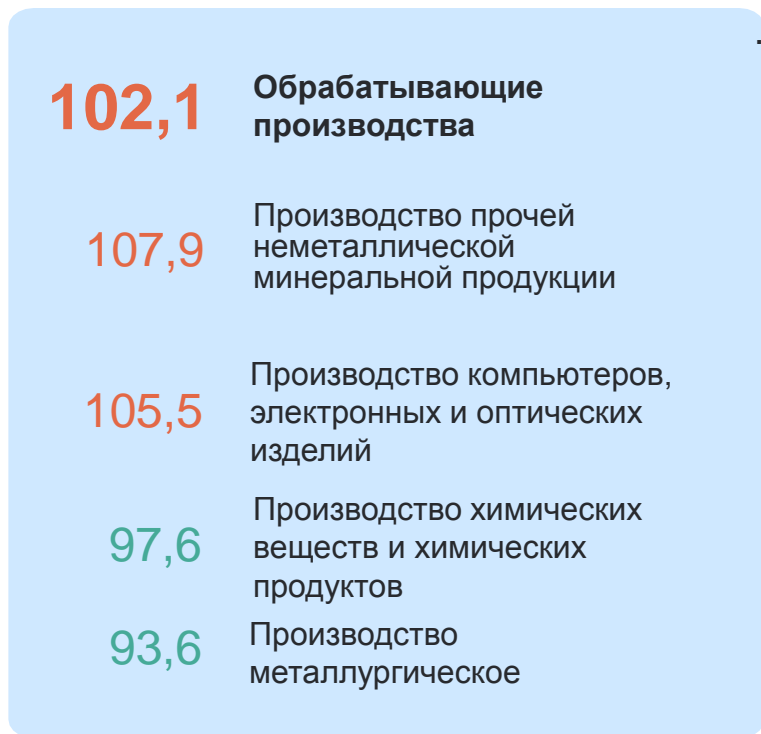 102,1
Обрабатывающие
производства
107,9
Производство прочей
неметаллической
минеральной продукции
105,5
Производство компьютеров,
электронных и оптических
изделий
97,6
Производство химических
веществ и химических
продуктов
93,6
Производство
металлургическое